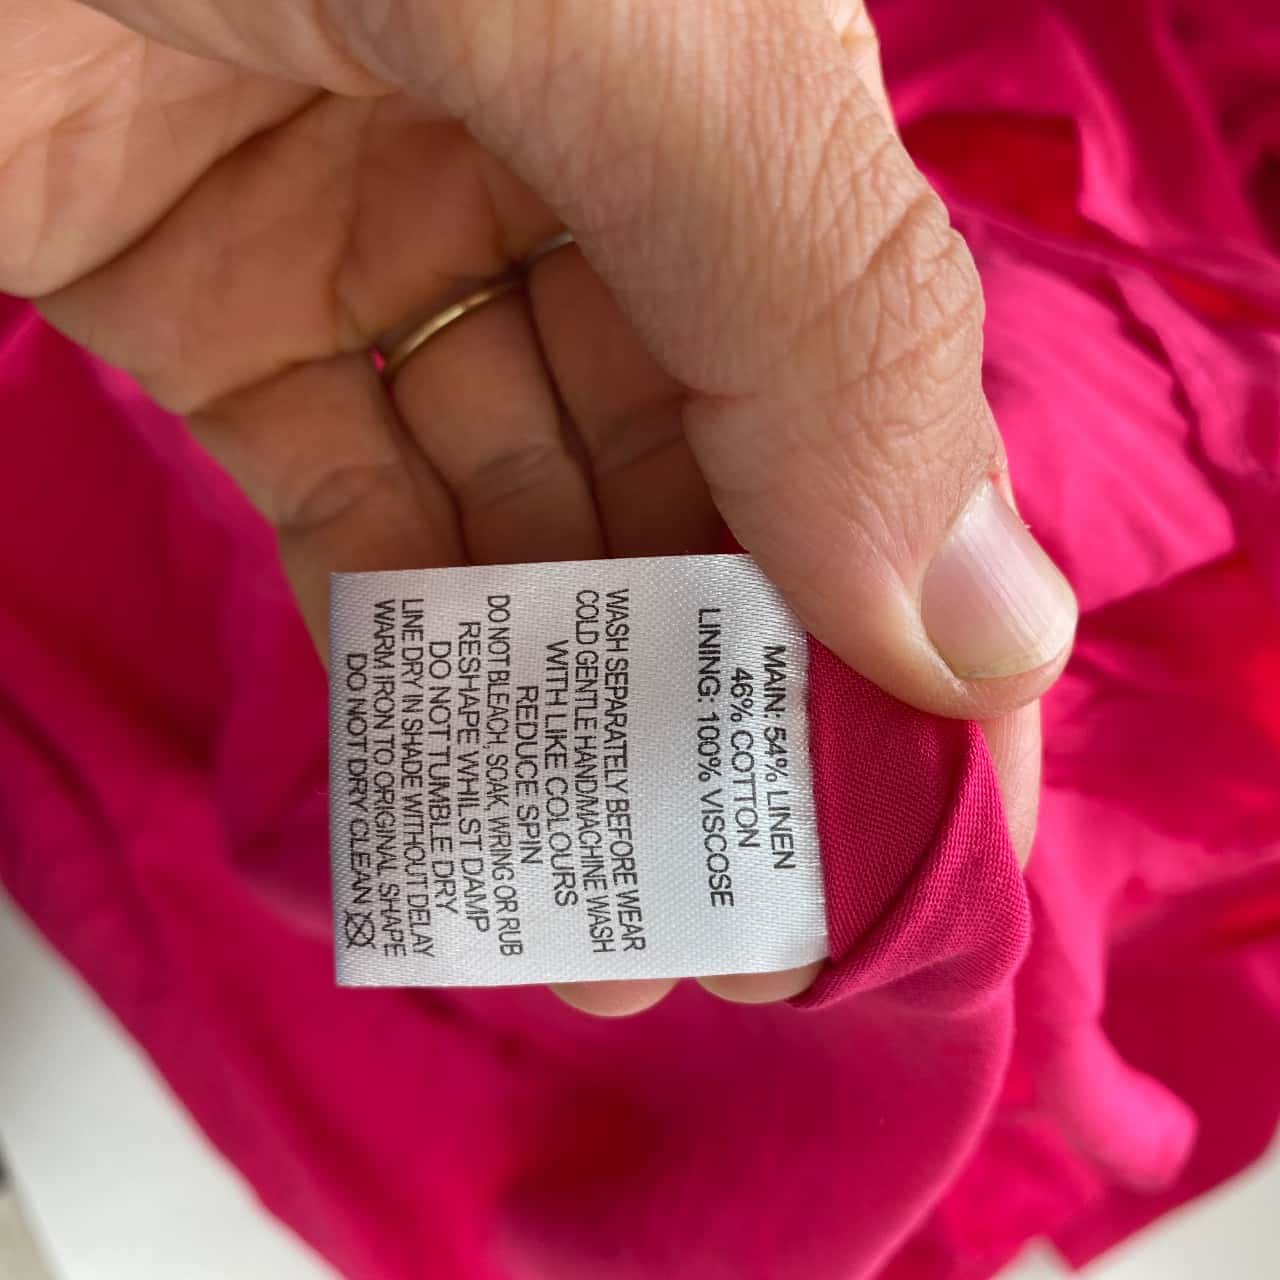 MAIN: 54% LINEN
46% COTTON
LINING: 100% VISCOSE
WASH SEPARATELY BEFORE WEAR
COLD GENTLE HAND/MACHINE WASH
WITH LIKE COLOURS
REDUCE SPIN
DO NOT BLEACH, SOAK, WRING OR RUB
RESHAPE WHILST DAMP
DO NOT TUMBLE DRY
LINE DRY IN SHADE WITHOUT DELAY
WARM IRON TO ORIGINAL SHAPE
DO NOT DRY CLEAN